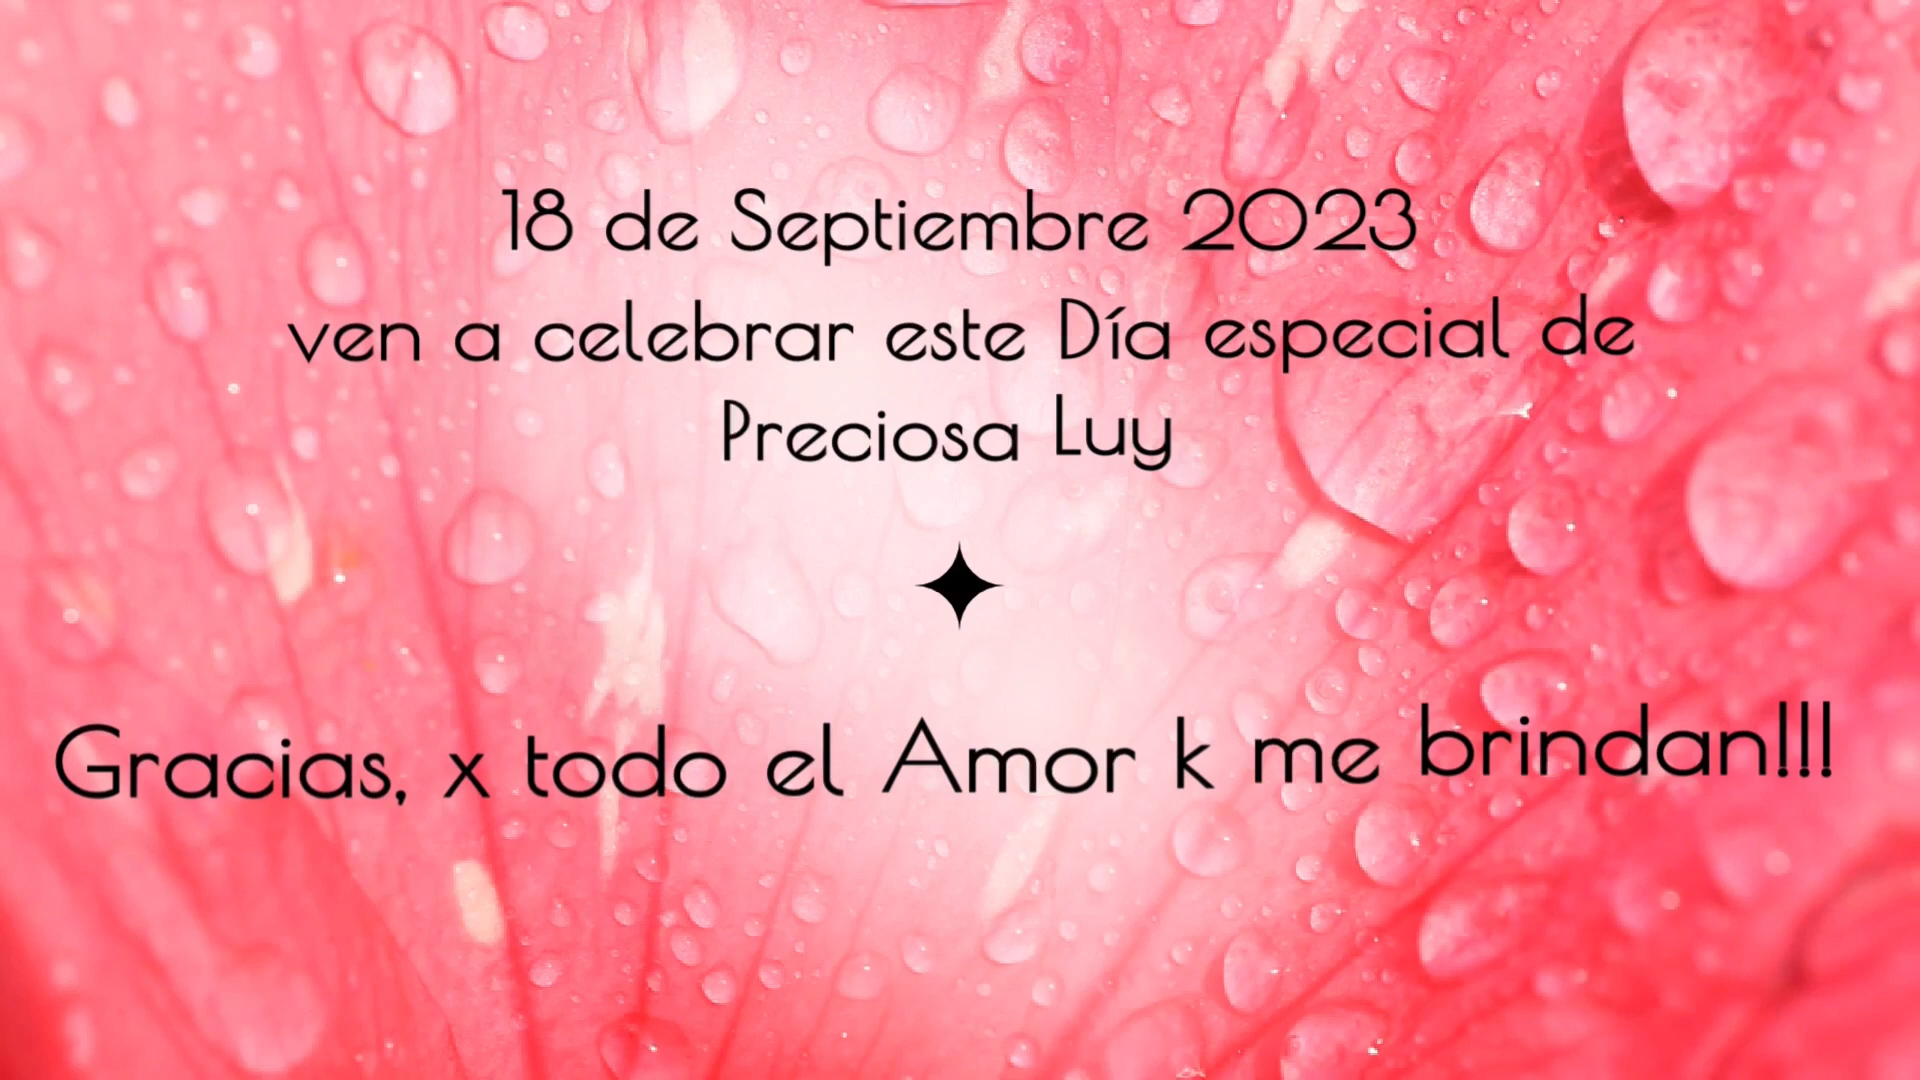 18 de Septiembre 2023
ven a celebrar este Día especial de
Preciosa Luy
Gracias, x todo el Amor k me brindan!!!